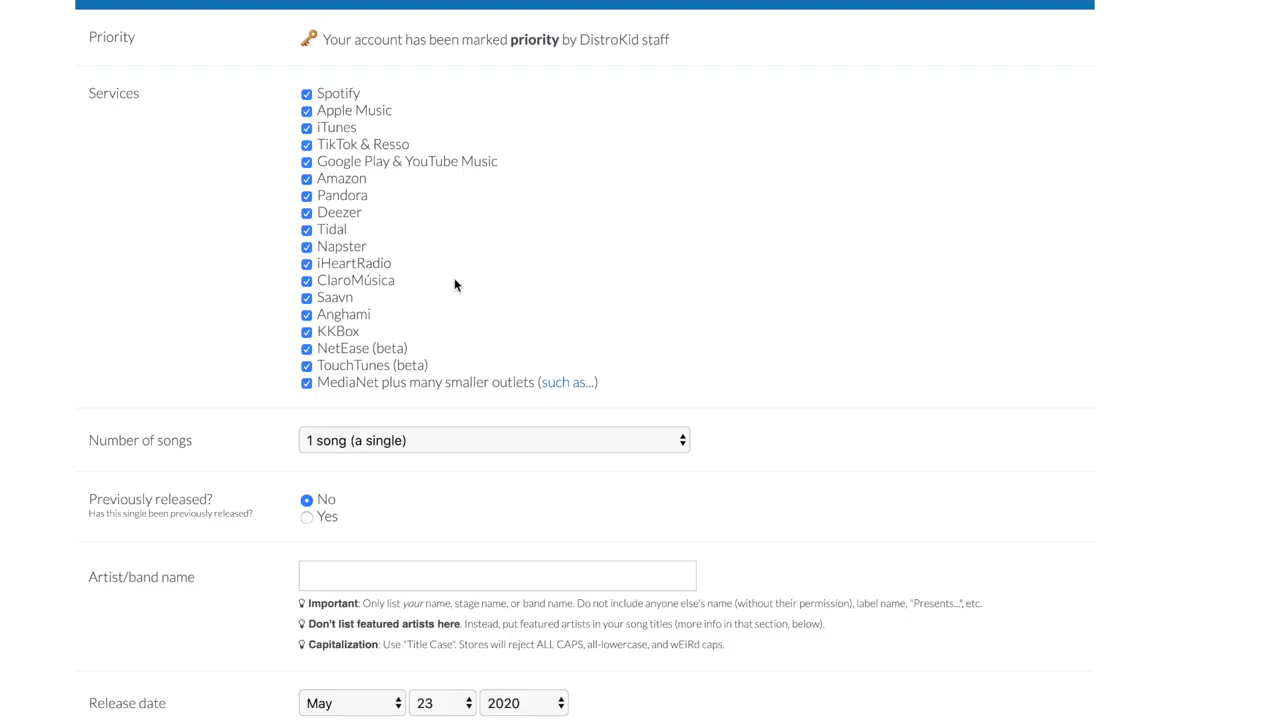 Priority
Your account has been marked priority by DistroKid staff
Services
Spotify
Apple Music
iTunes
TikTok & Resso
Google Play & YouTube Music
Amazon
Pandora
Deezer
Tidal
Napster
iHeartRadio
ClaroMúsica
Saavn
Anghami
KKBox
NetEase (beta)
TouchTunes (beta)
MediaNet plus many smaller outlets (such as...)
Number of songs
1 song (a single)
Previously released?
Has this single been previously released?
No
Yes
Artist/band name
Important: Only list your name, stage name, or band name. Do not include anyone else's name (without their permission), label name, "Presents...", etc.
Don't list featured artists here. Instead, put featured artists in your song titles (more info in that section, below).
Capitalization: Use "Title Case". Stores will reject ALL CAPS, all-lowercase, and wEiRd caps.
Release date
May 23 2020